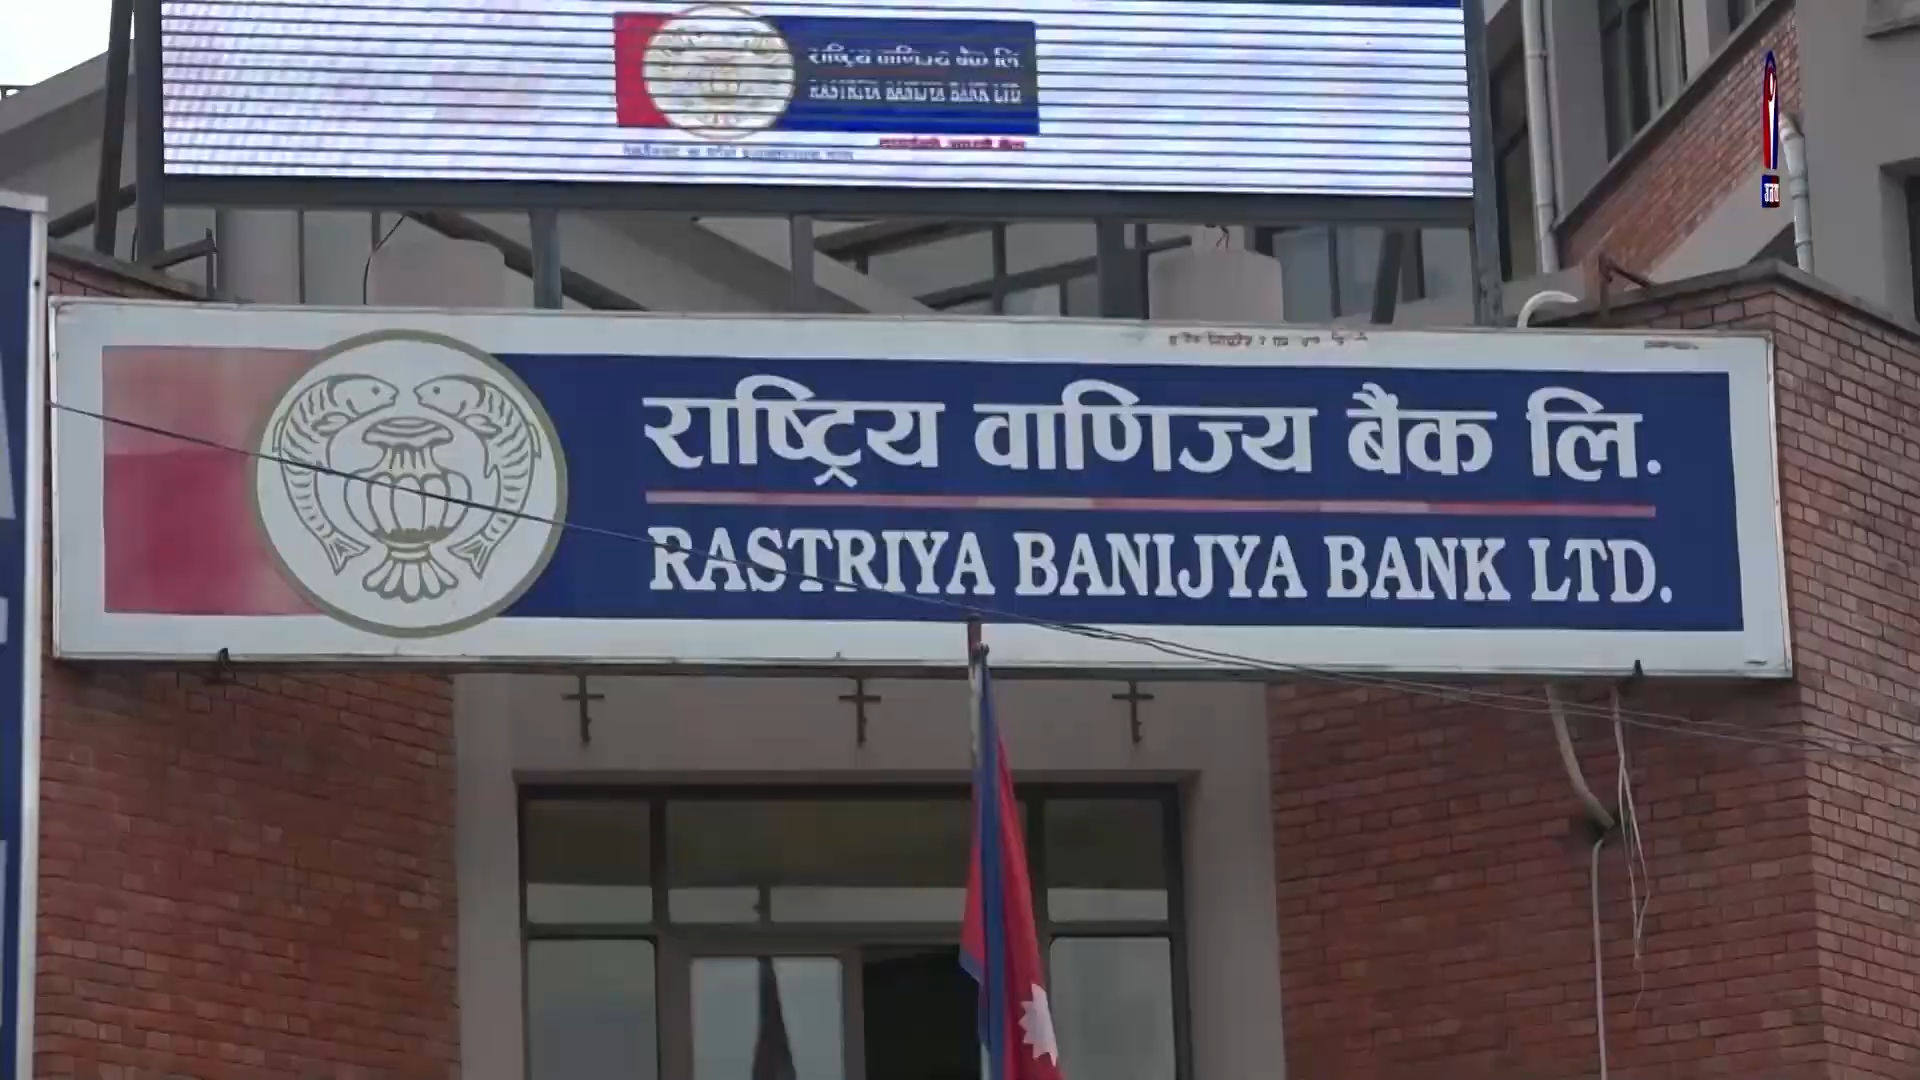 राष्ट्रिय वाणिज्य बैंक लि
RASTRIYA BANIJYA BANK LTD
राष्ट्रिय वाणिज्य बैंक लि.
RASTRIYA BANIJYA BANK LTD.